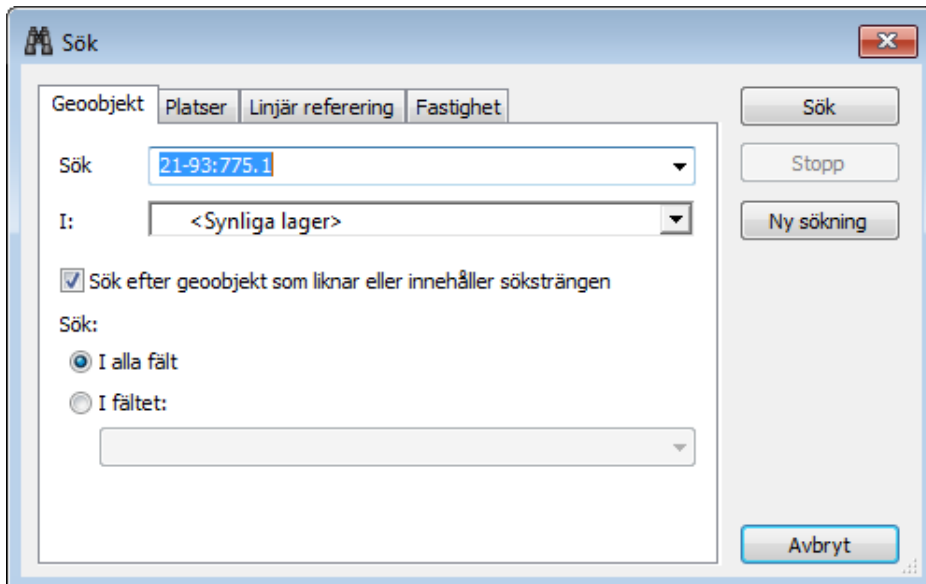 Sök
Geoobjekt Platser Linjär referering Fastighet
Sök
Sök 21-93:775.1
Stopp
I: <Synliga lager>
Ny sökning
Sök efter geoobjekt som liknar eller innehåller söksträngen
Sök:
I alla fält
I fältet:
Avbryt